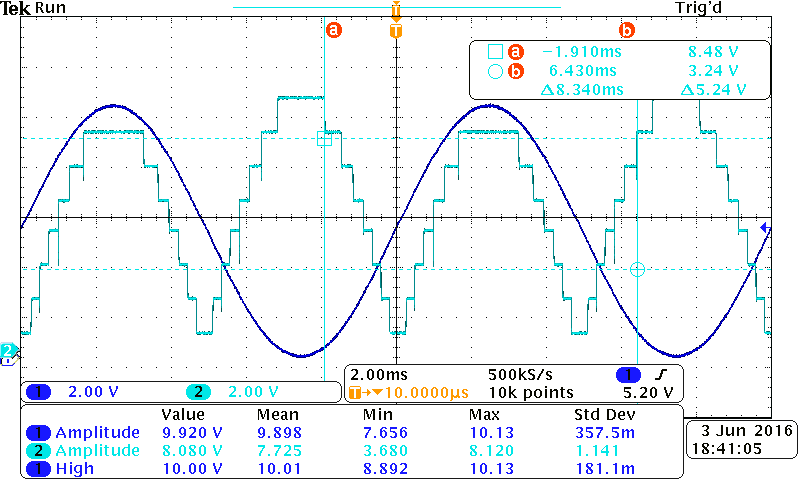 Tek Run Trig'd
a T b
T
a −1.910ms 8.48 V
b 6.430ms 3.24 V
Δ8.340ms Δ5.24 V
2
1
1 2.00 V 2 2.00 V
2.00ms 500kS/s 1
T→▼10.0000µs 10k points 5.20 V
Value Mean Min Max Std Dev
1 Amplitude 9.920 V 9.898 7.656 10.13 357.5m
2 Amplitude 8.080 V 7.725 3.680 8.120 1.141
1 High 10.00 V 10.01 8.892 10.13 181.1m
3 Jun 2016
18:41:05